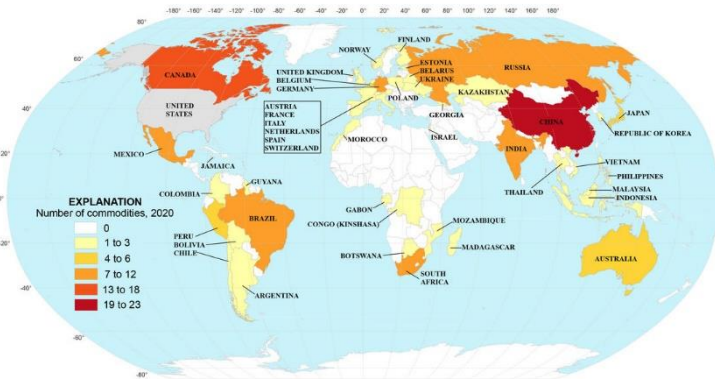 -140° -120° -100° -80° -60° -40° -20° 0° 20° 40° 60° 80° 100° 120° 140°
80°
160°
180°
60°
40°
20°
0°
-20°
-40°
-60°
-80°
FINLAND
NORWAY
ESTONIA
BELARUS
UKRAINE
RUSSIA
CANADA
UNITED KINGDOM
BELGIUM
GERMANY
POLAND
KAZAKHSTAN
UNITED
STATES
AUSTRIA
FRANCE
ITALY
NETHERLANDS
SPAIN
SWITZERLAND
GEORGIA
CHINA
JAPAN
REPUBLIC OF KOREA
MOROCCO
ISRAEL
INDIA
MEXICO
JAMAICA
VIETNAM
PHILIPPINES
MALAYSIA
INDONESIA
THAILAND
GUYANA
COLOMBIA
GABON
CONGO (KINSHASA)
MOZAMBIQUE
MADAGASCAR
BRAZIL
PERU
BOLIVIA
CHILE
BOTSWANA
SOUTH
AFRICA
AUSTRALIA
ARGENTINA
EXPLANATION
Number of commodities, 2020
0
1 to 3
4 to 6
7 to 12
13 to 18
19 to 23